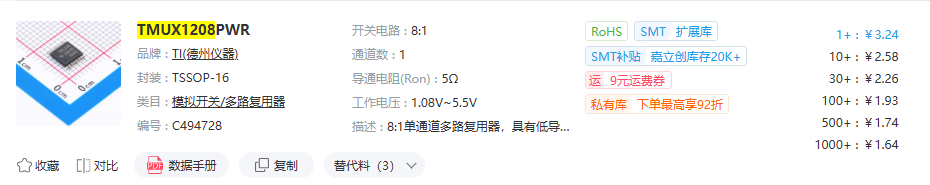 TMUX1208PWR
品牌：TI(德州仪器)
封装：TSSOP-16
类目：模拟开关/多路复用器
编号：C494728
开关电路：8:1
通道数：1
导通电阻(Ron)：5Ω
工作电压：1.08V~5.5V
描述：8:1单通道多路复用器，具有低导...
RoHS SMT 扩展库
SMT补贴 嘉立创库存20K+
运 9元运费券
私有库 下单最高享92折
1+：￥3.24
10+：￥2.58
30+：￥2.26
100+：￥1.93
500+：￥1.74
1000+：￥1.64
收藏 对比 PDF 数据手册 复制 替代料（3）
1cm 0 0 1cm